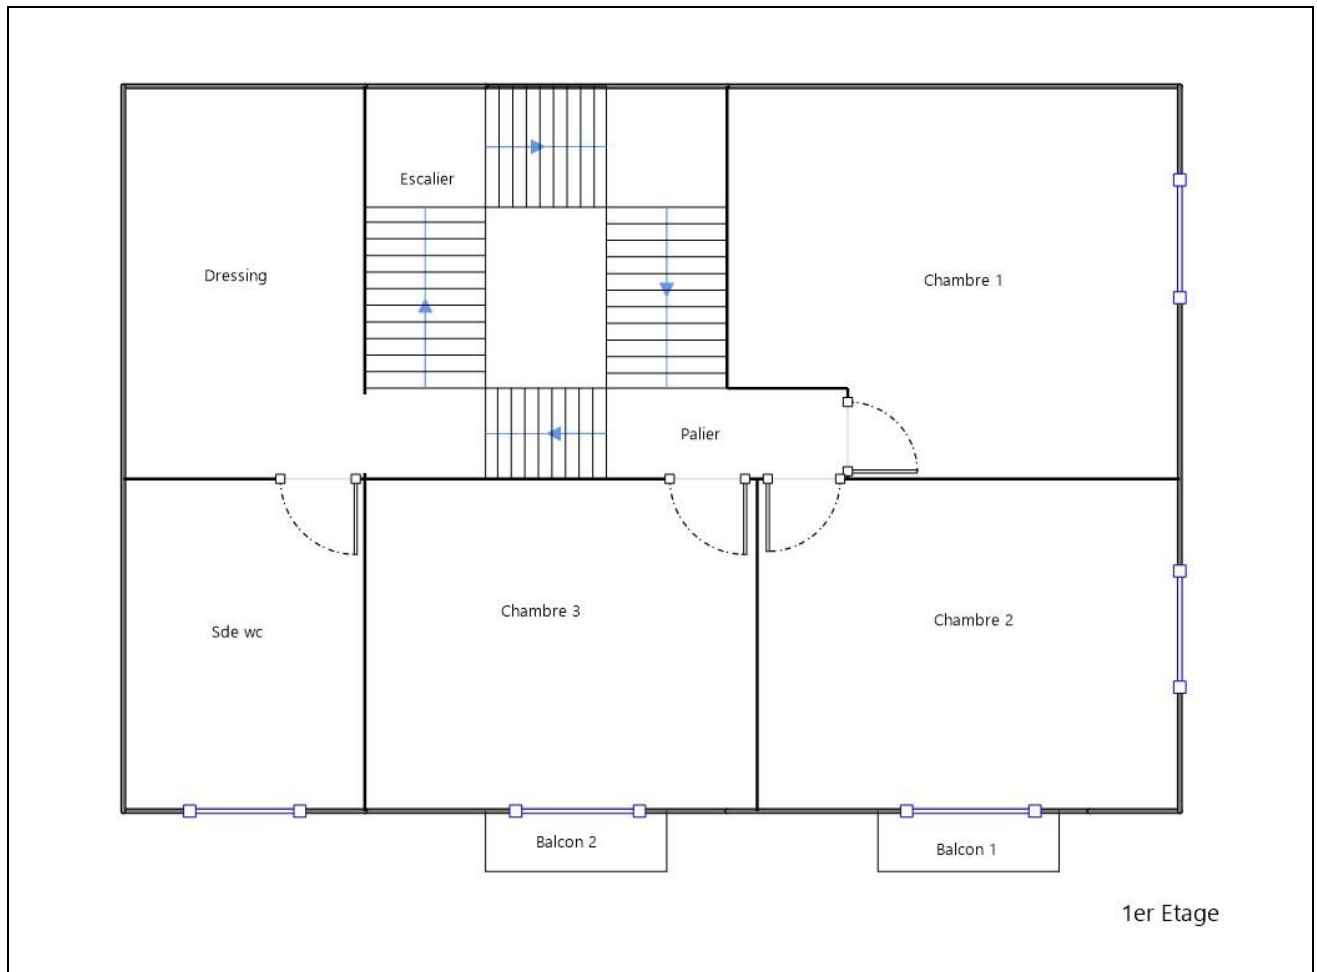 Escalier
Dressing
Chambre 1
Palier
Chambre 3
Chambre 2
Sde wc
Balcon 2
Balcon 1
1er Etage